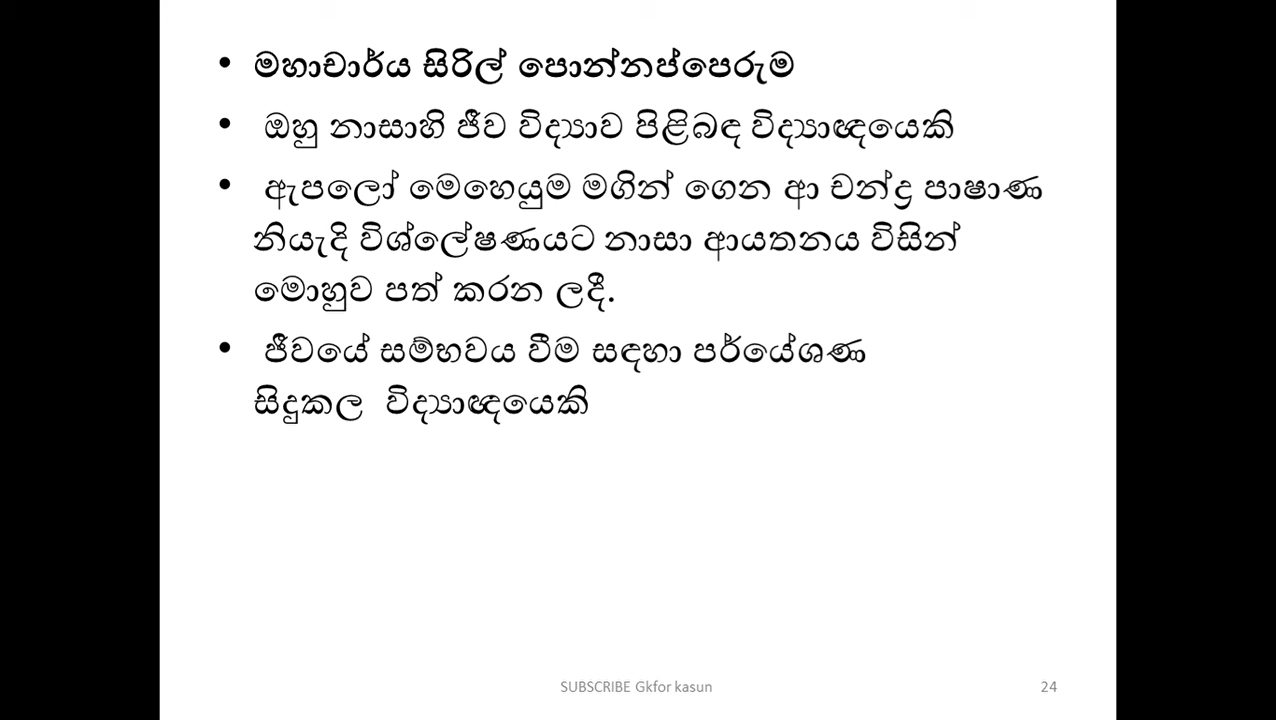 • මහාචාර්ය සිරිල් පොන්නප්පෙරුම
• ඔහු නාසාහි ජීව විද්‍යාව පිළිබඳ විද්‍යාඥයෙකි
• ඇපලෝ මෙහෙයුම මගින් ගෙන ආ චන්ද්‍ර පාෂාණ
නියැදි විශ්ලේෂණයට නාසා ආයතනය විසින්
මොහුව පත් කරන ලදී.
• ජීවයේ සම්භවය වීම සඳහා පර්යේශණ
සිදුකල විද්‍යාඥයෙකි
SUBSCRIBE Gkfor kasun
24